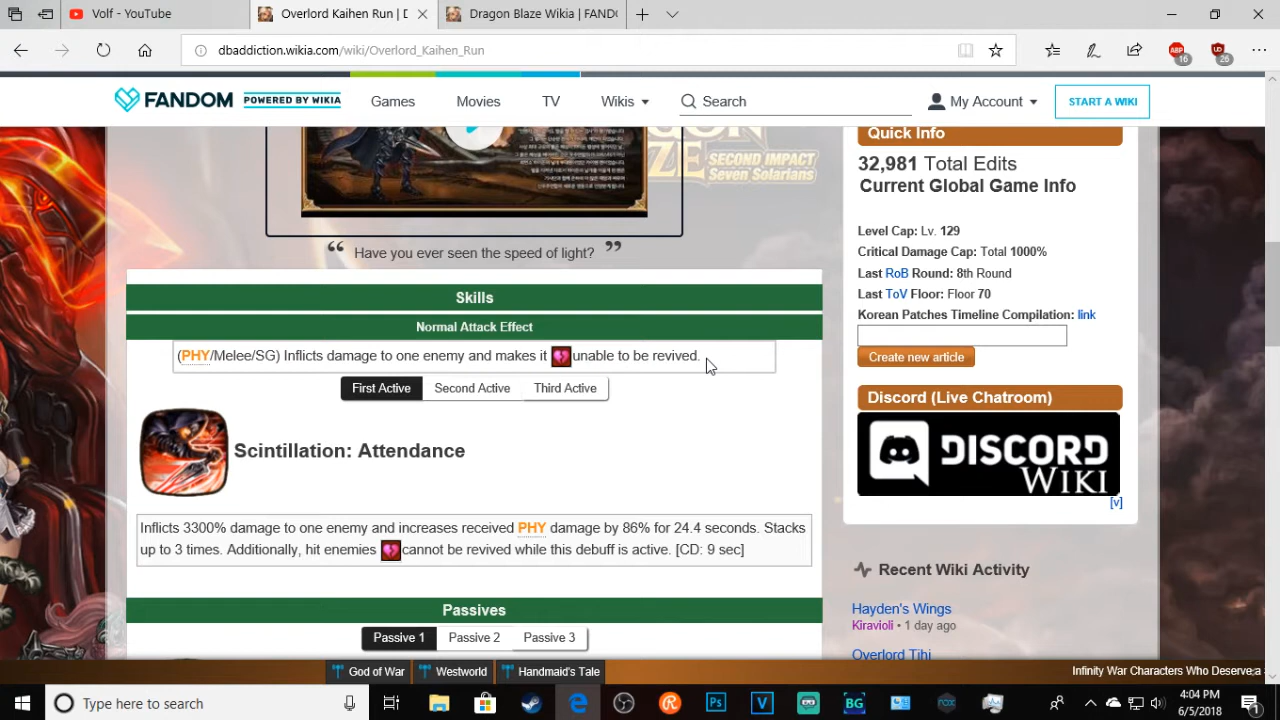 Volf - YouTube
Overlord Kaihen Run | D
Dragon Blaze Wiki | FAND
dbaddiction.wikia.com/wiki/Overlord_Kaihen_Run
ABP
16
26
FANDOM
POWERED BY WIKIA
Games
Movies
TV
Wikis
Search
My Account
START A WIKI
SECOND IMPACT
Seven Solarians
“ Have you ever seen the speed of light? ”
Skills
Normal Attack Effect
(PHY/Melee/SG) Inflicts damage to one enemy and makes it unable to be revived.
First Active
Second Active
Third Active
Scintillation: Attendance
Inflicts 3300% damage to one enemy and increases received PHY damage by 86% for 24.4 seconds. Stacks
up to 3 times. Additionally, hit enemies cannot be revived while this debuff is active. [CD: 9 sec]
Passives
Passive 1
Passive 2
Passive 3
Quick Info
32,981 Total Edits
Current Global Game Info
Level Cap: Lv. 129
Critical Damage Cap: Total 1000%
Last RoB Round: 8th Round
Last ToV Floor: Floor 70
Korean Patches Timeline Compilation: link
Create new article
Discord (Live Chatroom)
DISCORD
WIKI
[v]
Recent Wiki Activity
Hayden's Wings
Kiravioli • 1 day ago
Overlord Tihi
God of War
Westworld
Handmaid's Tale
Infinity War Characters Who Deserve;a
Type here to search
Ps
V
BG
4:04 PM
6/5/2018
1